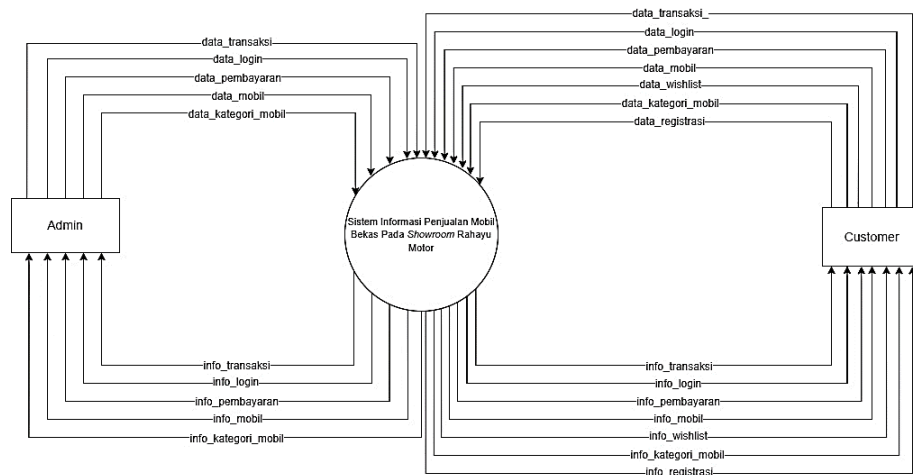 data_transaksi_
data_login
data_pembayaran
data_mobil
data_wishlist
data_kategori_mobil
data_registrasi
data_transaksi
data_login
data_pembayaran
data_mobil
data_kategori_mobil
Admin
Sistem Informasi Penjualan Mobil
Bekas Pada Showroom Rahayu
Motor
Customer
info_transaksi
info_login
info_pembayaran
info_mobil
info_kategori_mobil
info_transaksi
info_login
info_pembayaran
info_mobil
info_wishlist
info_kategori_mobil
info_registrasi